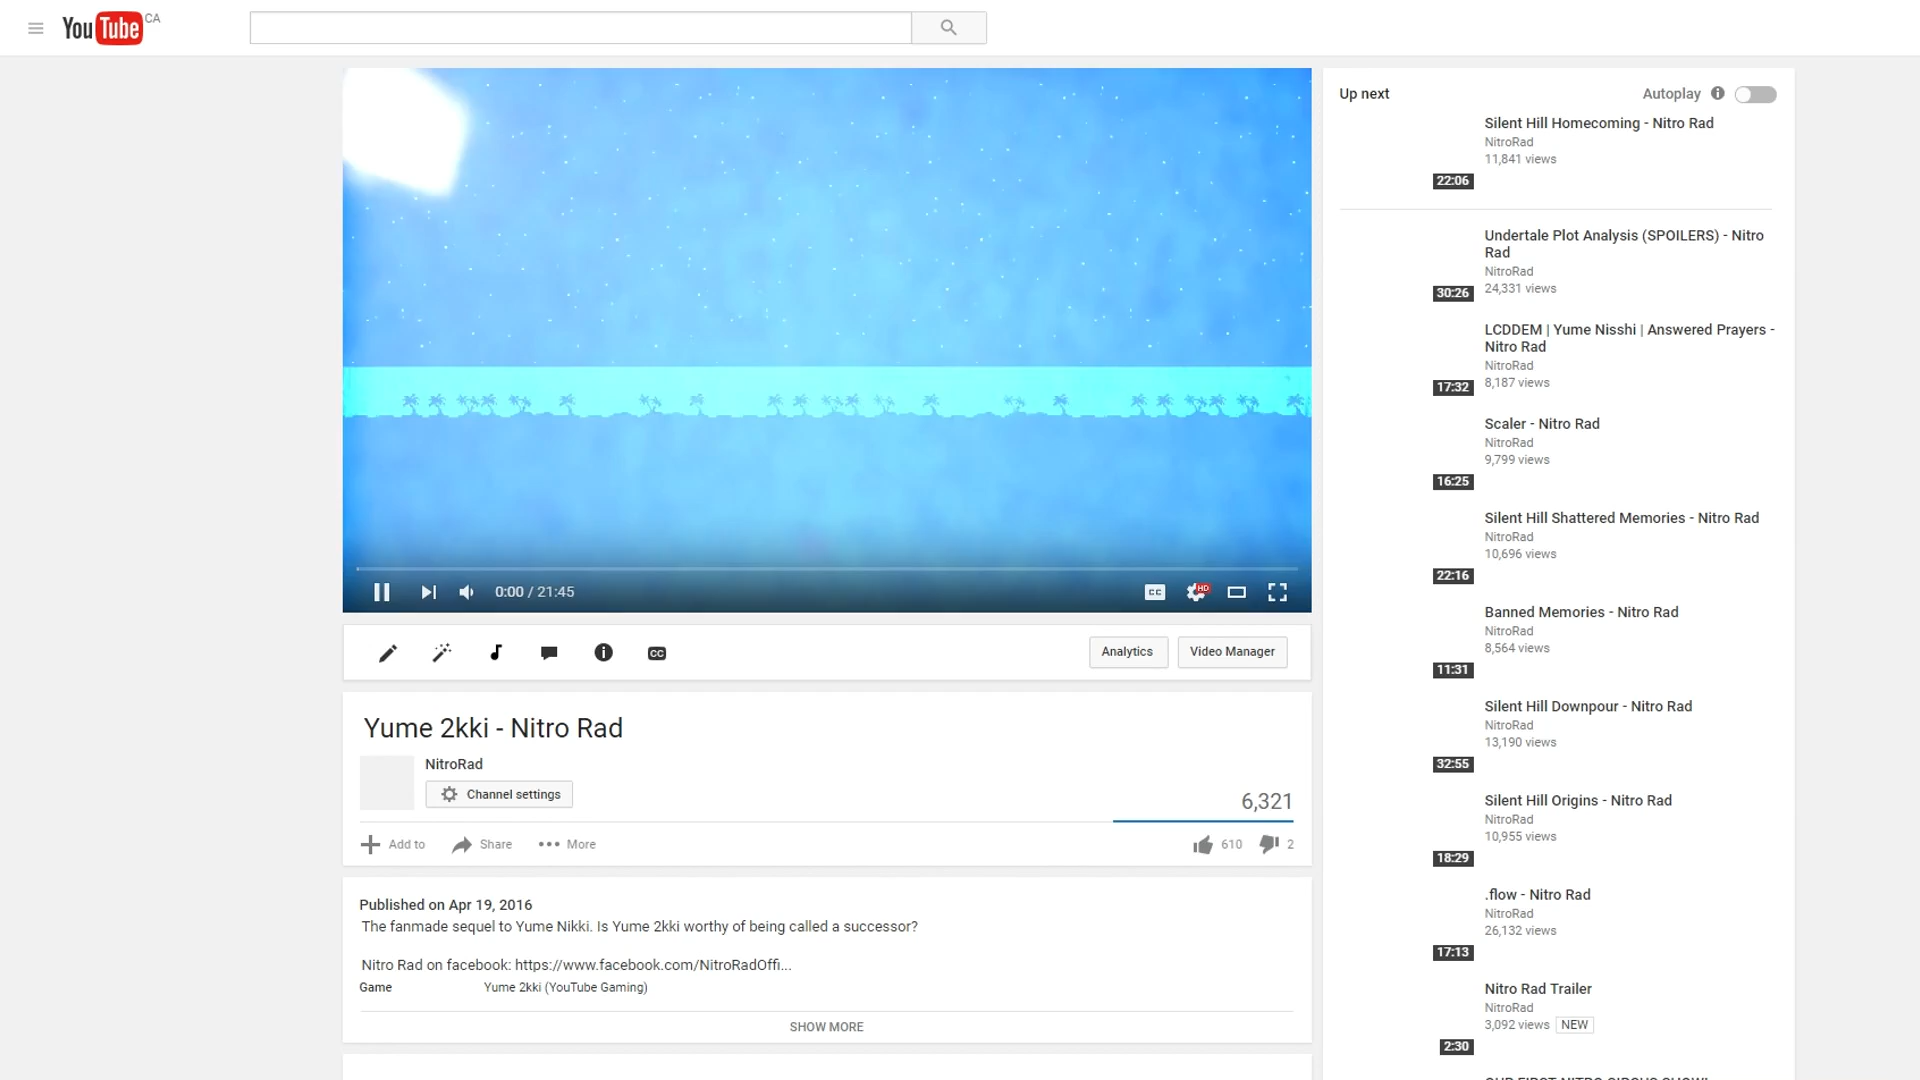 YouTube CA
Up next
Autoplay
Silent Hill Homecoming - Nitro Rad
NitroRad
11,841 views
22:06
Undertale Plot Analysis (SPOILERS) - Nitro
Rad
NitroRad
24,331 views
30:26
LCDDEM | Yume Nisshi | Answered Prayers -
Nitro Rad
NitroRad
8,187 views
17:32
Scaler - Nitro Rad
NitroRad
9,799 views
16:25
Silent Hill Shattered Memories - Nitro Rad
NitroRad
10,696 views
22:16
Banned Memories - Nitro Rad
NitroRad
8,564 views
11:31
Silent Hill Downpour - Nitro Rad
NitroRad
13,190 views
32:55
Silent Hill Origins - Nitro Rad
NitroRad
10,955 views
18:29
.flow - Nitro Rad
NitroRad
26,132 views
17:13
Nitro Rad Trailer
NitroRad
3,092 views NEW
2:30
0:00 / 21:45
CC
HD
CC
Analytics
Video Manager
Yume 2kki - Nitro Rad
NitroRad
Channel settings
6,321
Add to
Share
More
610
2
Published on Apr 19, 2016
The fanmade sequel to Yume Nikki. Is Yume 2kki worthy of being called a successor?
Nitro Rad on facebook: https://www.facebook.com/NitroRadOffi...
Game Yume 2kki (YouTube Gaming)
SHOW MORE